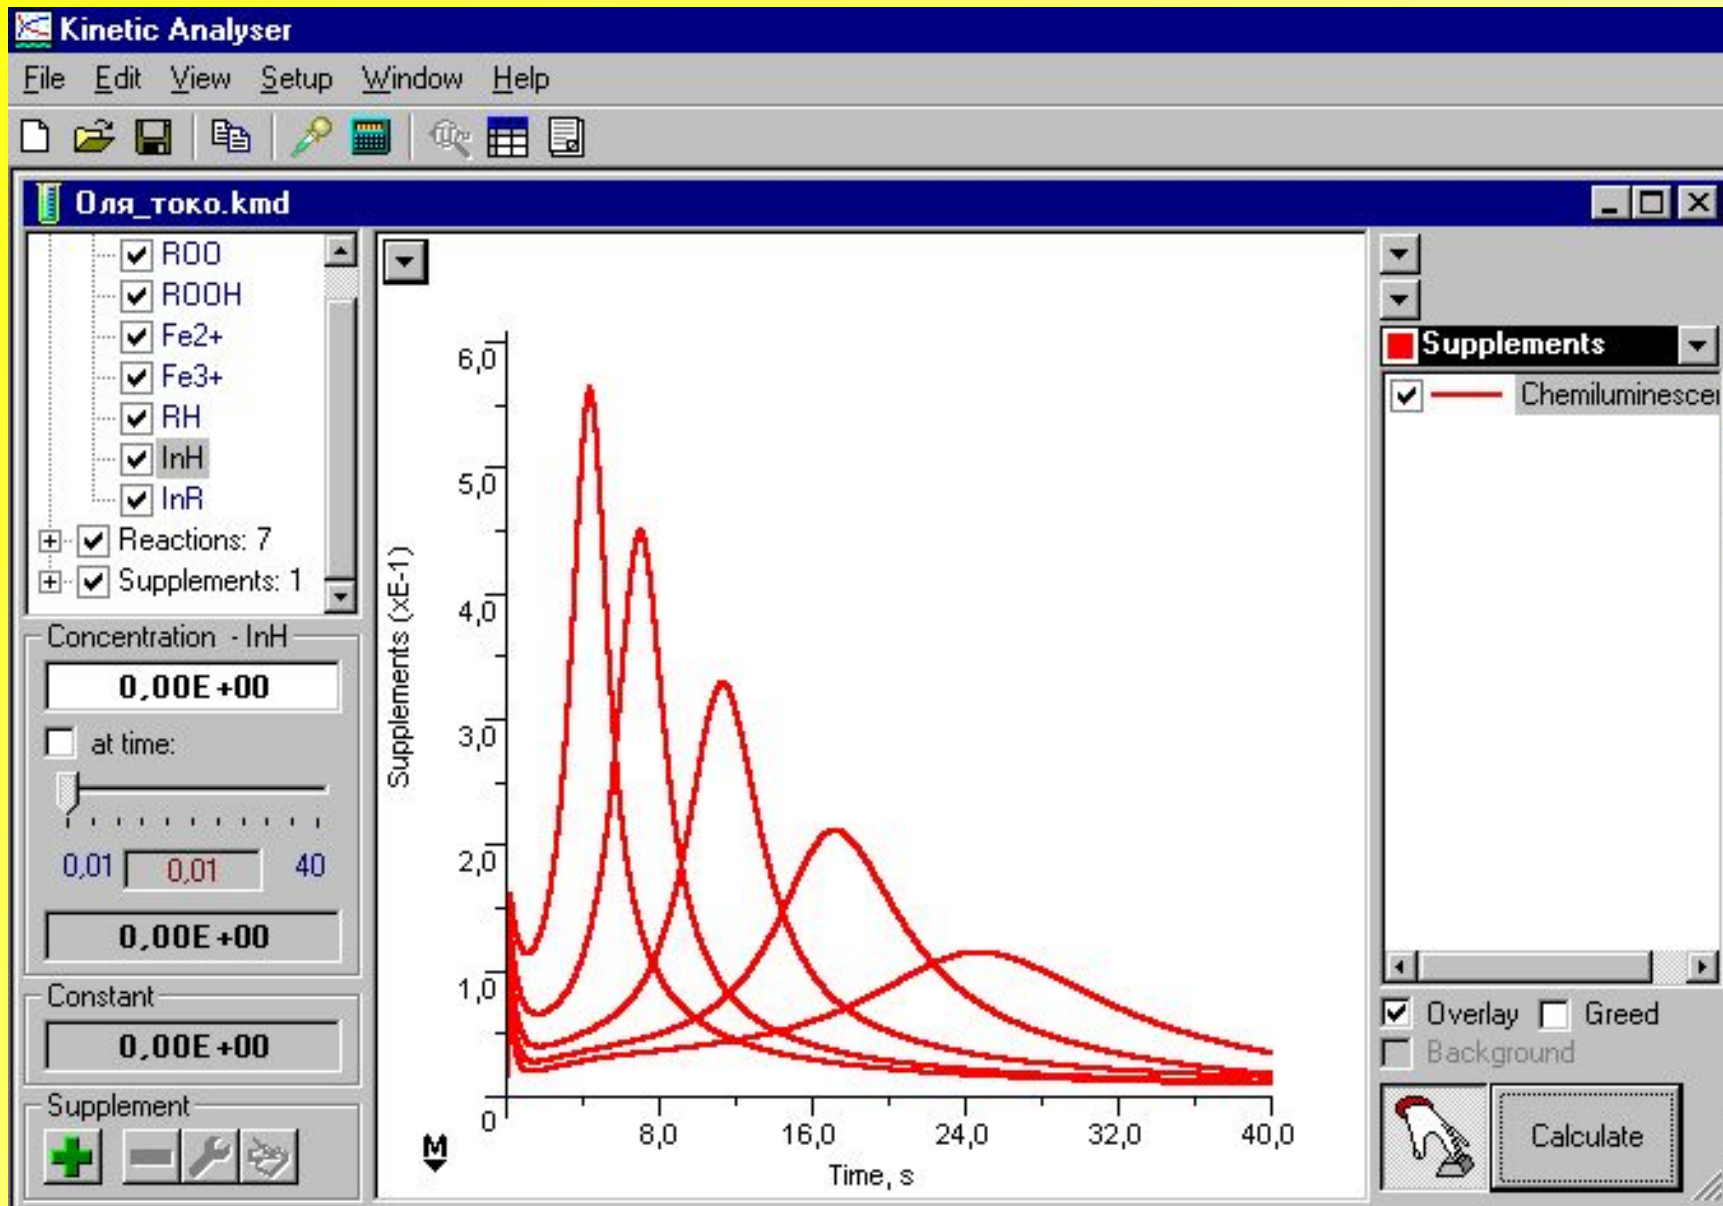 Kinetic Analyser
File Edit View Setup Window Help
Оля_токо.kmd
ROO
ROOH
Fe2+
Fe3+
RH
InH
InR
Reactions: 7
Supplements: 1
Concentration - InH
0,00E+00
at time:
0,01 0,01 40
0,00E+00
Constant
0,00E+00
Supplement
Supplements (xE-1)
6,0
5,0
4,0
3,0
2,0
1,0
0
8,0 16,0 24,0 32,0 40,0
M
Time, s
Supplements
Chemiluminescen
Overlay Greed
Background
Calculate